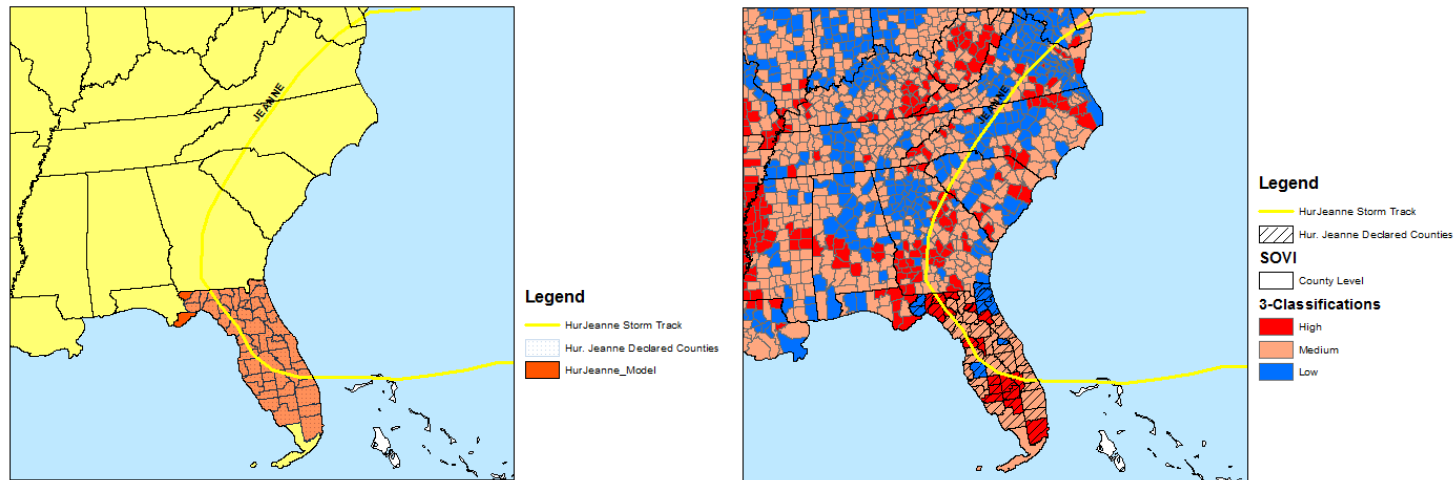 JEANNE
Legend
HurJeanne Storm Track
Hur. Jeanne Declared Counties
HurJeanne_Model
JEANNE
Legend
HurJeanne Storm Track
Hur. Jeanne Declared Counties
SOVI
County Level
3-Classifications
High
Medium
Low